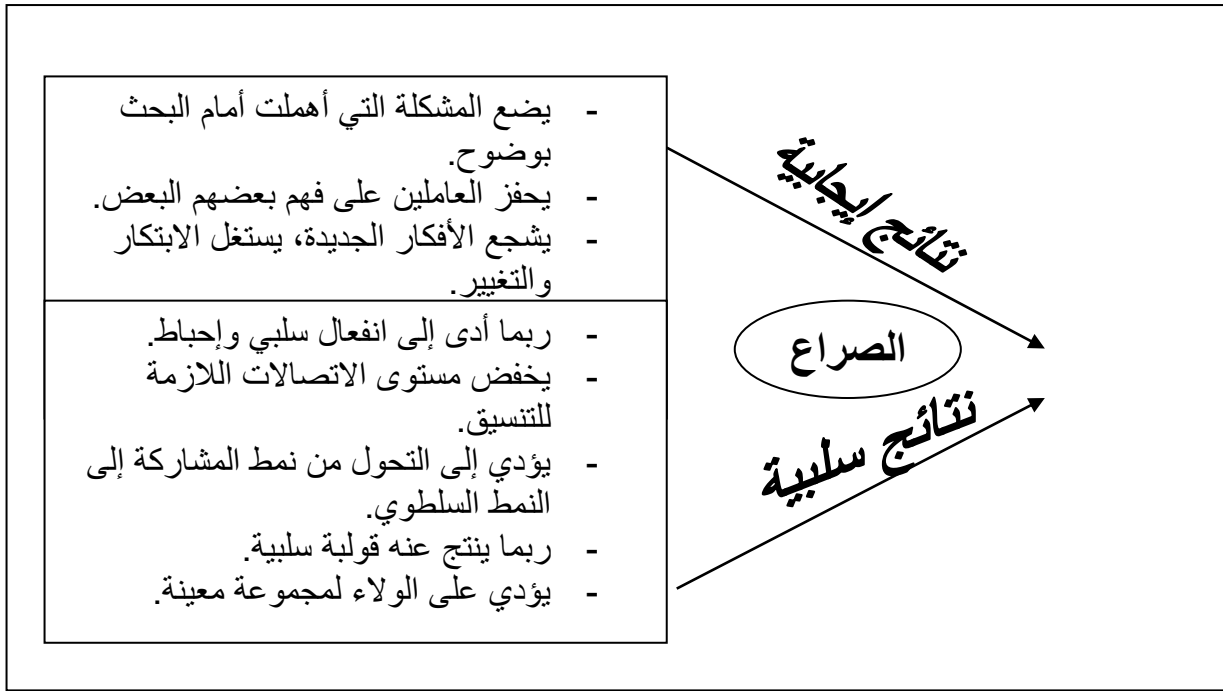 - يضع المشكلة التي أهملت أمام البحث
بوضوح.
- يحفز العاملين على فهم بعضهم البعض.
- يشجع الأفكار الجديدة، يستغل الابتكار
والتغيير.
- ربما أدى إلى انفعال سلبي وإحباط.
- يخفض مستوى الاتصالات اللازمة
للتنسيق.
- يؤدي إلى التحول من نمط المشاركة إلى
النمط السلطوي.
- ربما ينتج عنه قولبة سلبية.
- يؤدي على الولاء لمجموعة معينة.
نتائج إيجابية
الصراع
نتائج سلبية